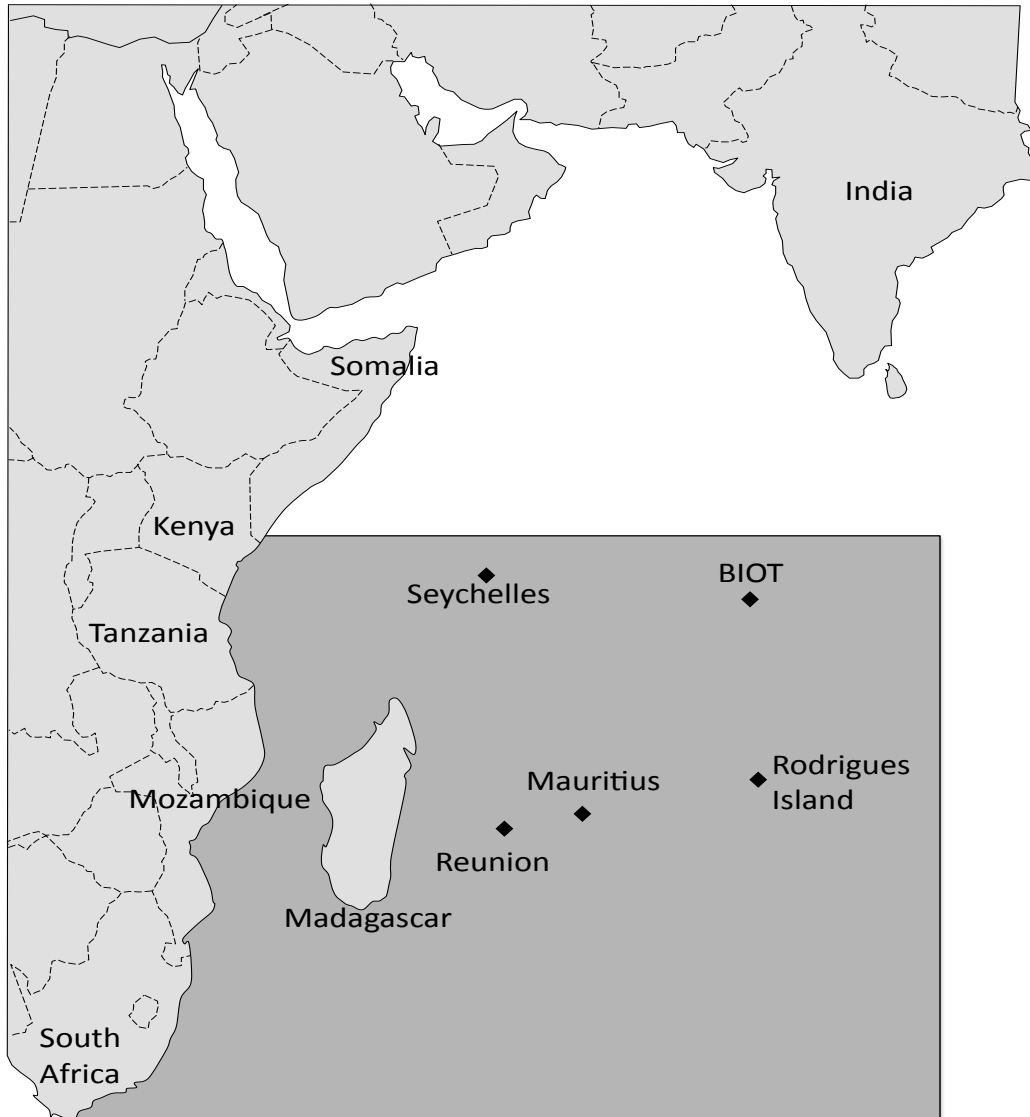 India
Somalia
Kenya
BIOT
Seychelles
Tanzania
Rodrigues
Island
Mauritius
Mozambique
Reunion
Madagascar
South
Africa